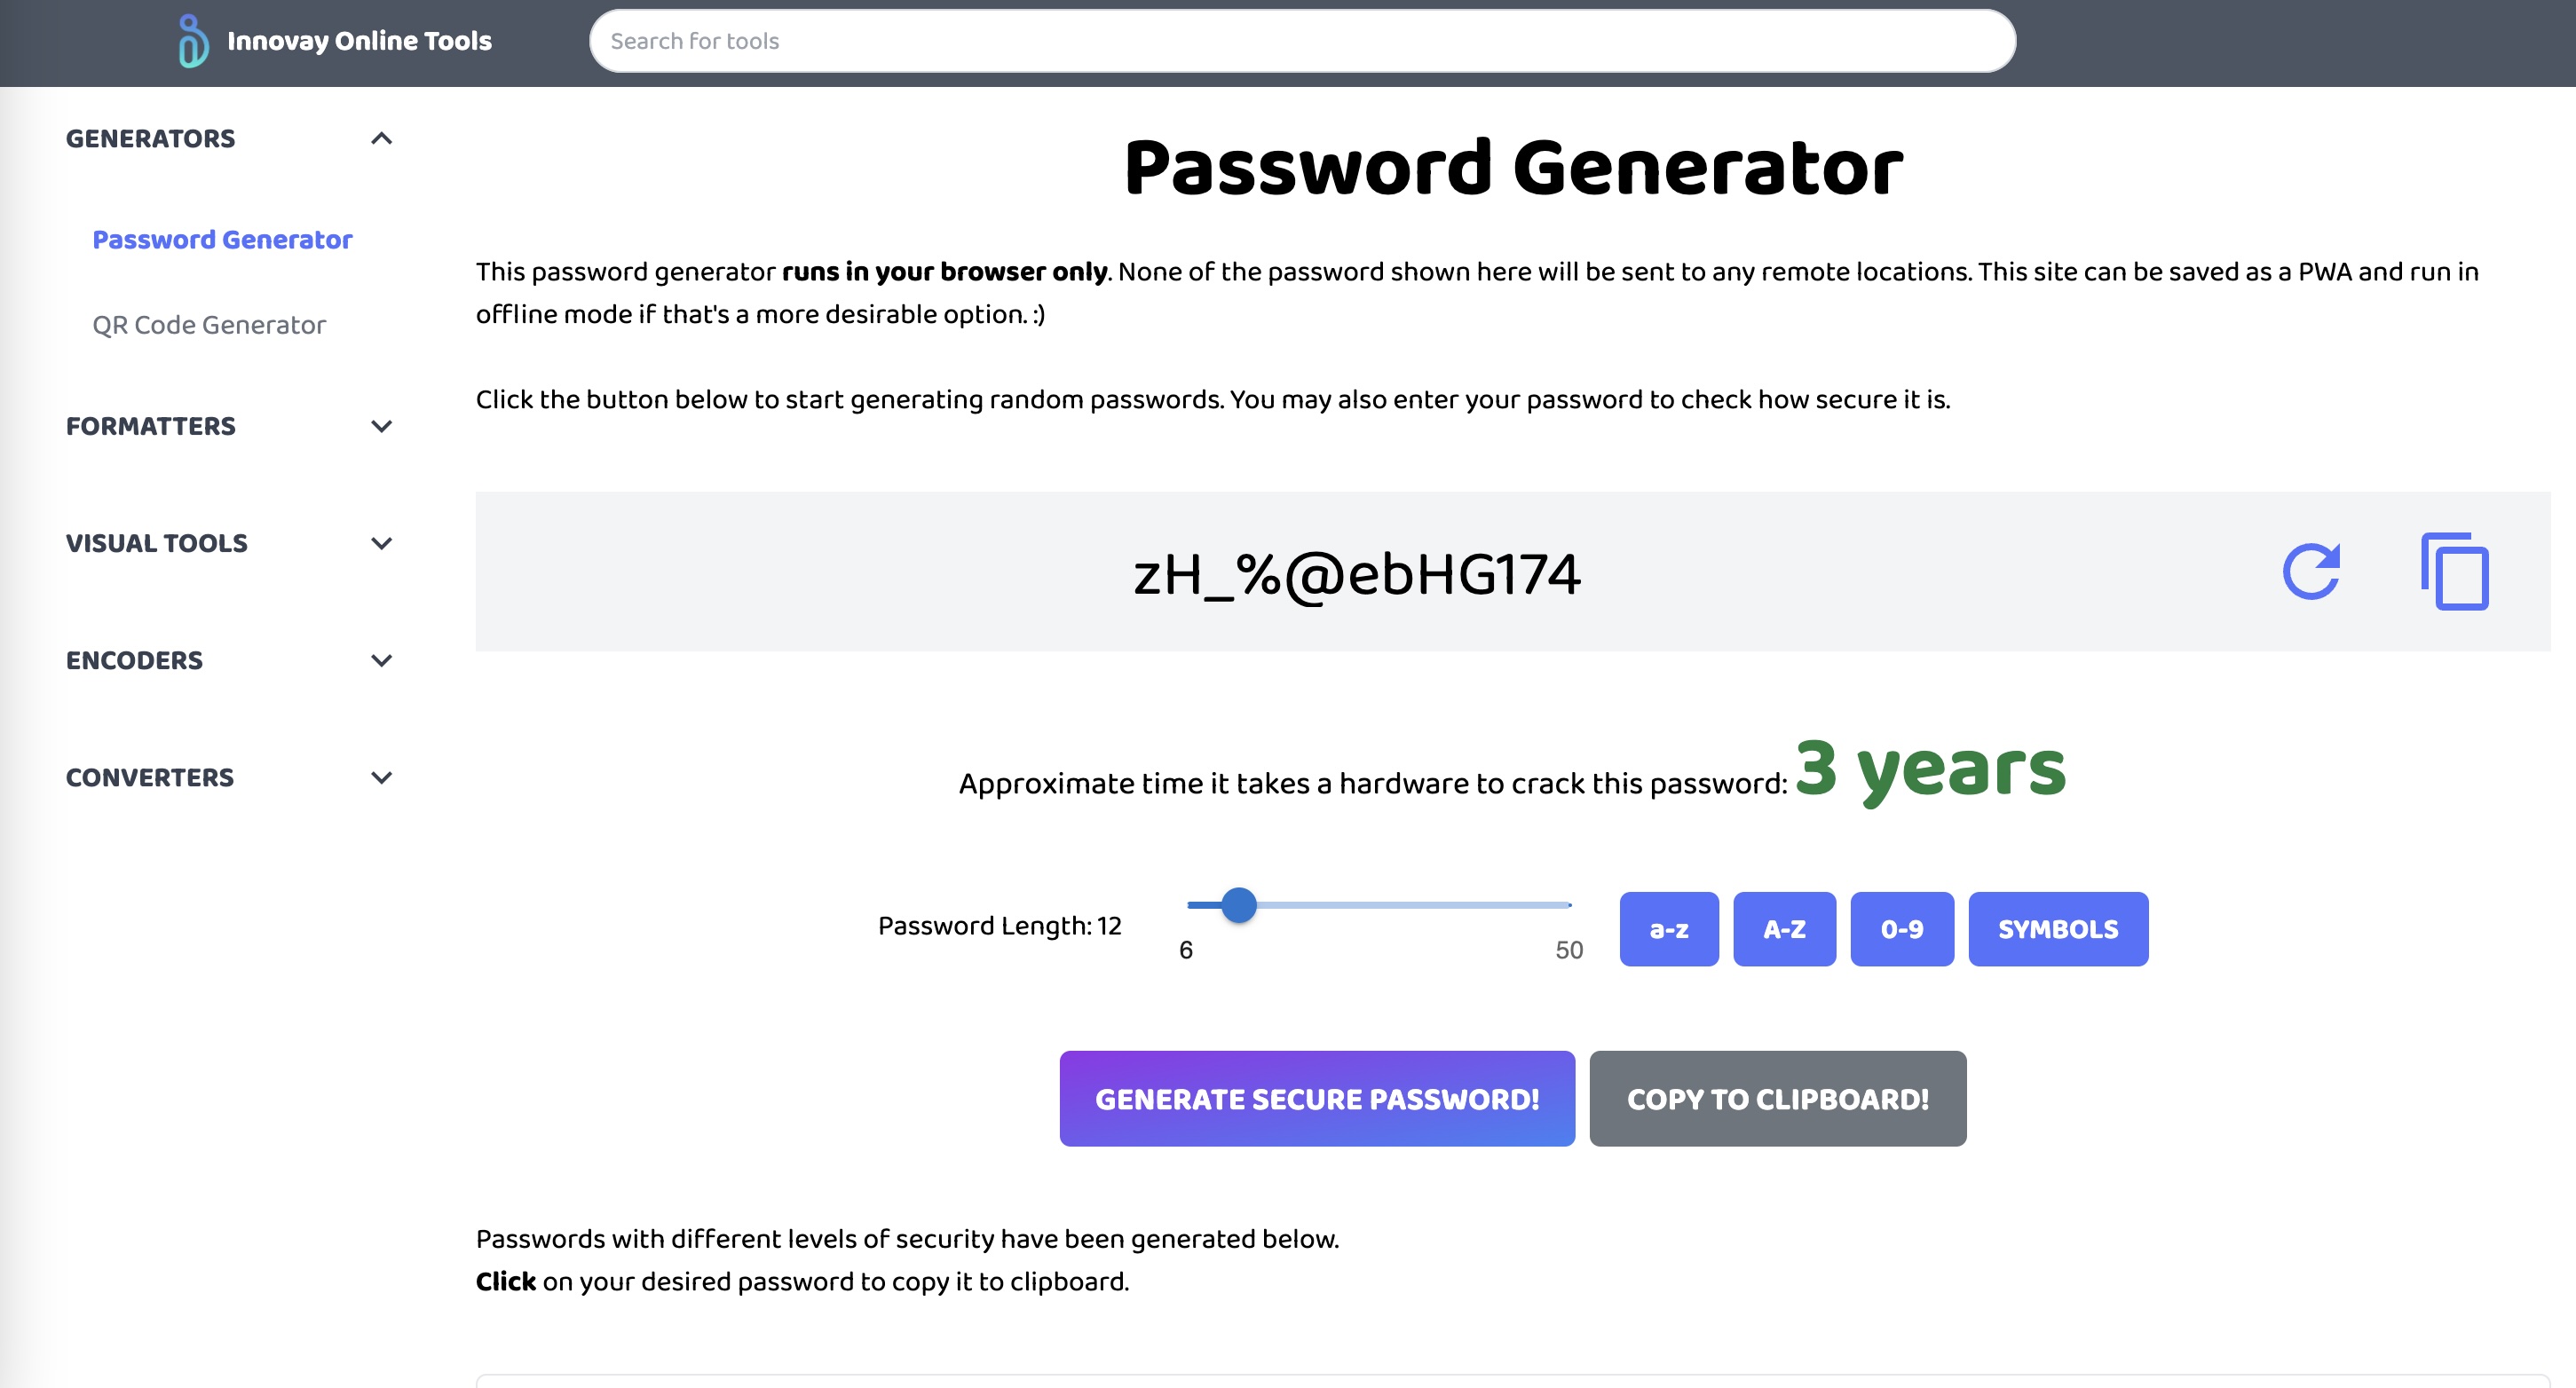 Innovay Online Tools
Search for tools
GENERATORS
Password Generator
QR Code Generator
FORMATTERS
VISUAL TOOLS
ENCODERS
CONVERTERS
Password Generator
This password generator runs in your browser only. None of the password shown here will be sent to any remote locations. This site can be saved as a PWA and run in
offline mode if that's a more desirable option. :)
Click the button below to start generating random passwords. You may also enter your password to check how secure it is.
zH_%@ebHG174
Approximate time it takes a hardware to crack this password: 3 years
Password Length: 12
6
50
a-z
A-Z
0-9
SYMBOLS
GENERATE SECURE PASSWORD!
COPY TO CLIPBOARD!
Passwords with different levels of security have been generated below.
Click on your desired password to copy it to clipboard.